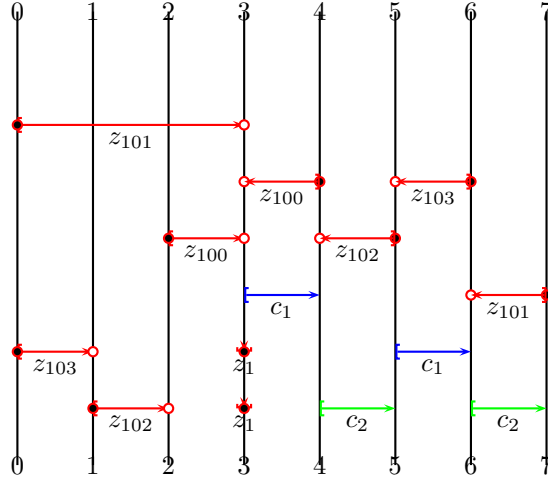 0 1 2 3 4 5 6 7
z₁₀₁
z₁₀₀ z₁₀₃
z₁₀₀ z₁₀₂
c₁ z₁₀₁
z₁₀₃ z₁ c₁
z₁₀₂ z₁ c₂ c₂
0 1 2 3 4 5 6 7